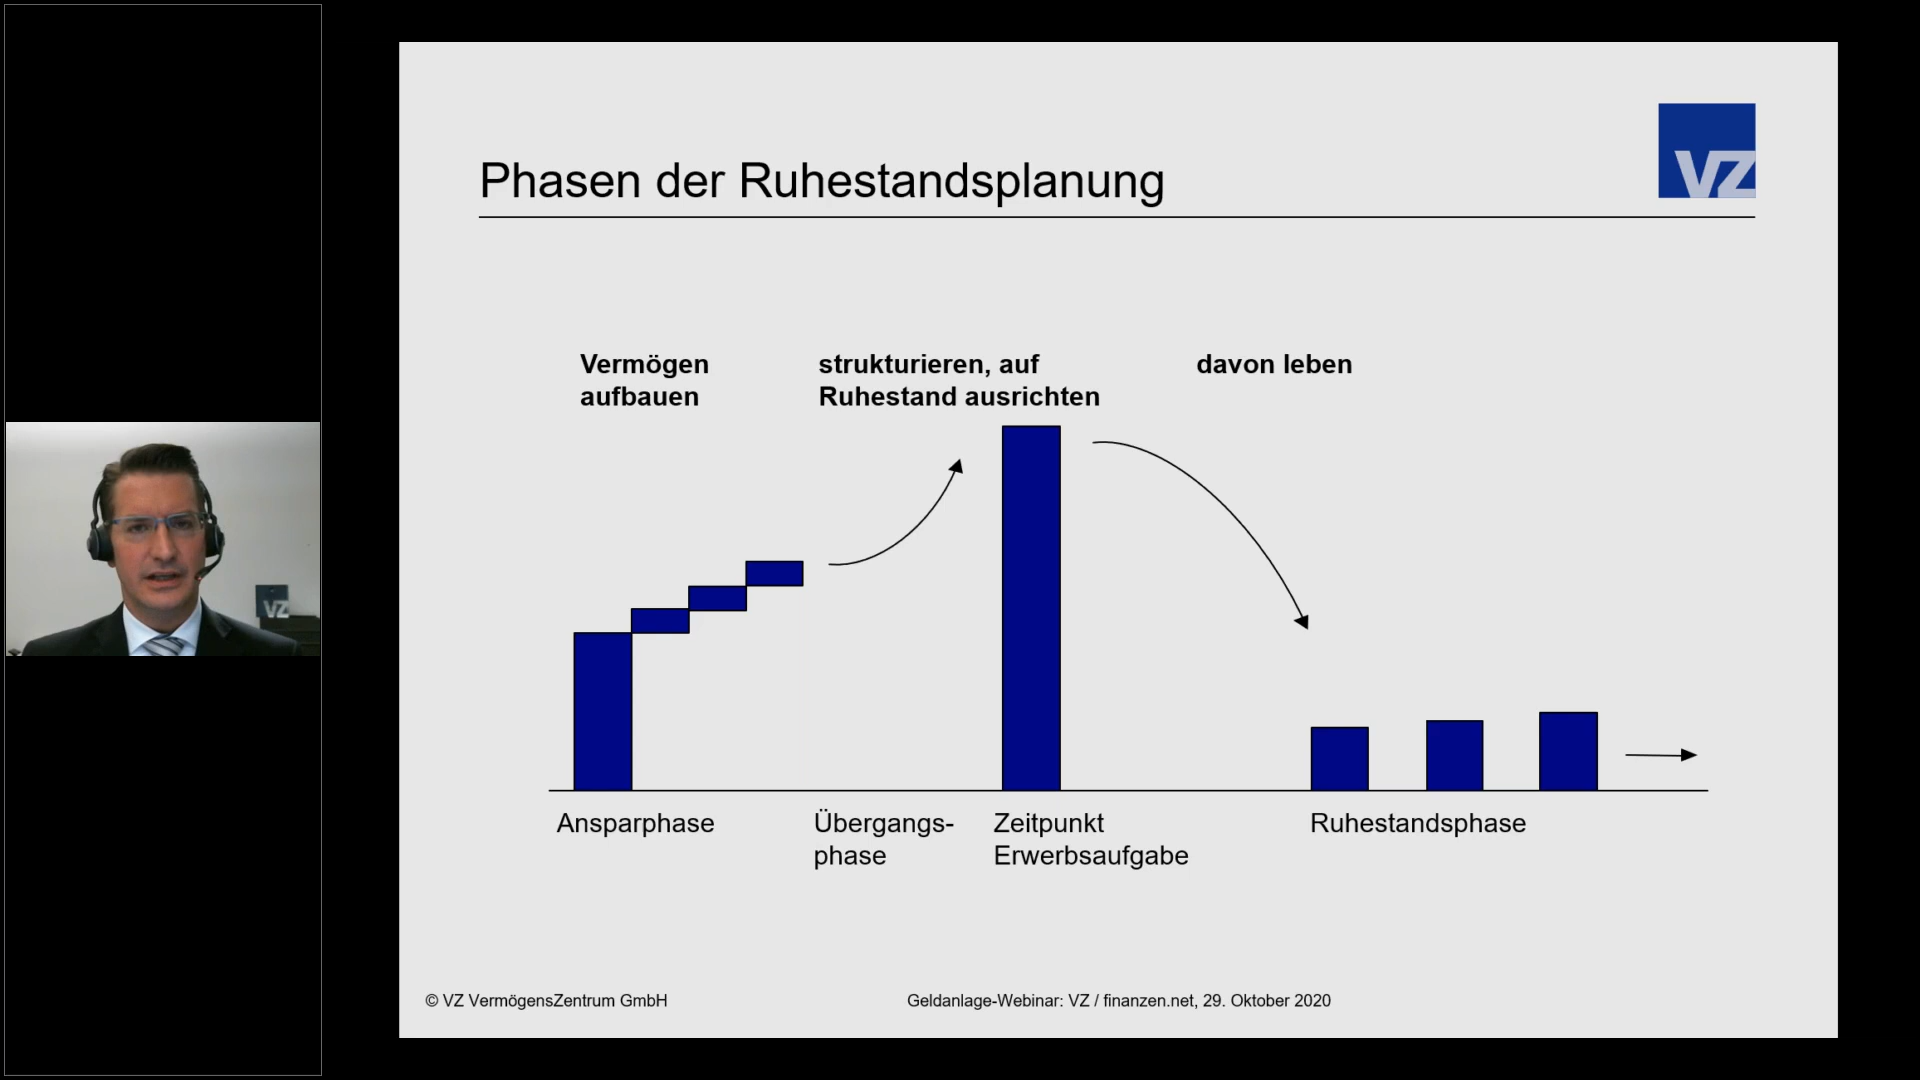 VZ
Phasen der Ruhestandsplanung
Vermögen
aufbauen
strukturieren, auf
Ruhestand ausrichten
davon leben
Ansparphase
Übergangs-
phase
Zeitpunkt
Erwerbsaufgabe
Ruhestandsphase
© VZ VermögensZentrum GmbH
Geldanlage-Webinar: VZ / finanzen.net, 29. Oktober 2020
VZ